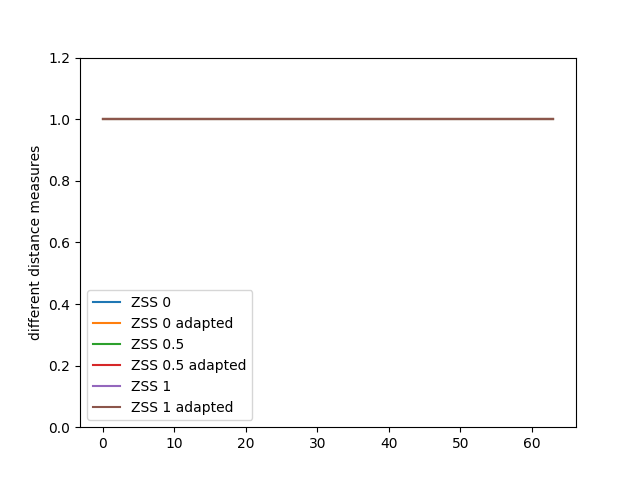 different distance measures
1.2
1.0
0.8
0.6
0.4
0.2
0.0
ZSS 0
ZSS 0 adapted
ZSS 0.5
ZSS 0.5 adapted
ZSS 1
ZSS 1 adapted
0 10 20 30 40 50 60